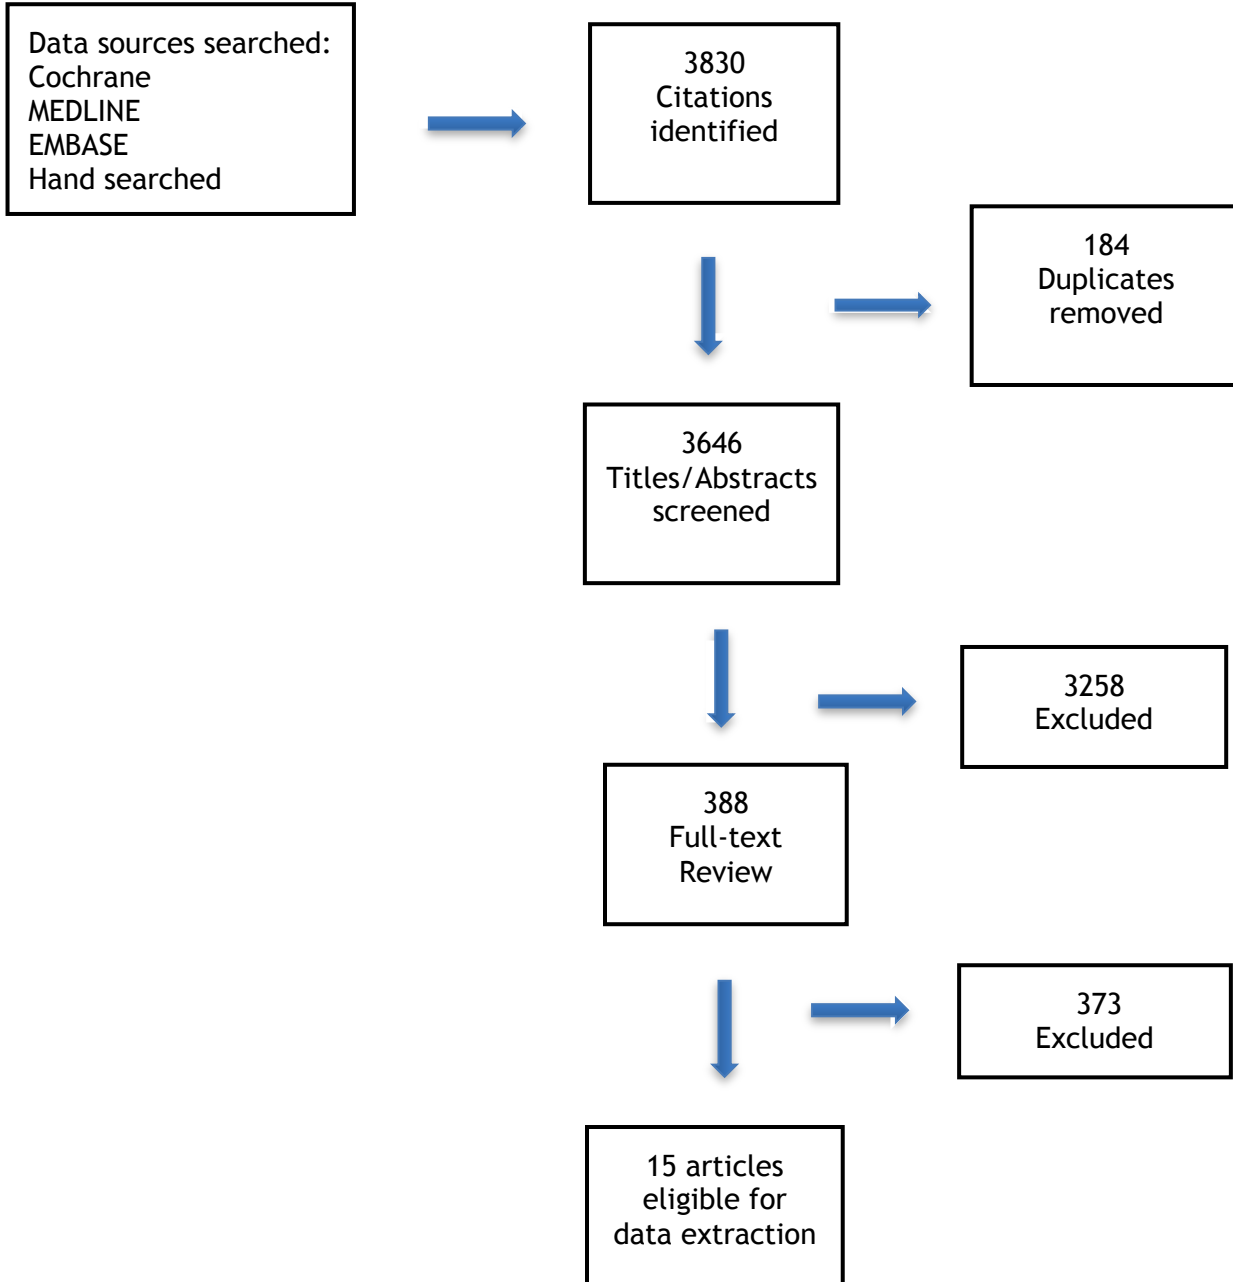 Data sources searched:
Cochrane
MEDLINE
EMBASE
Hand searched
3830
Citations
identified
184
Duplicates
removed
3646
Titles/Abstracts
screened
3258
Excluded
388
Full-text
Review
373
Excluded
15 articles
eligible for
data extraction